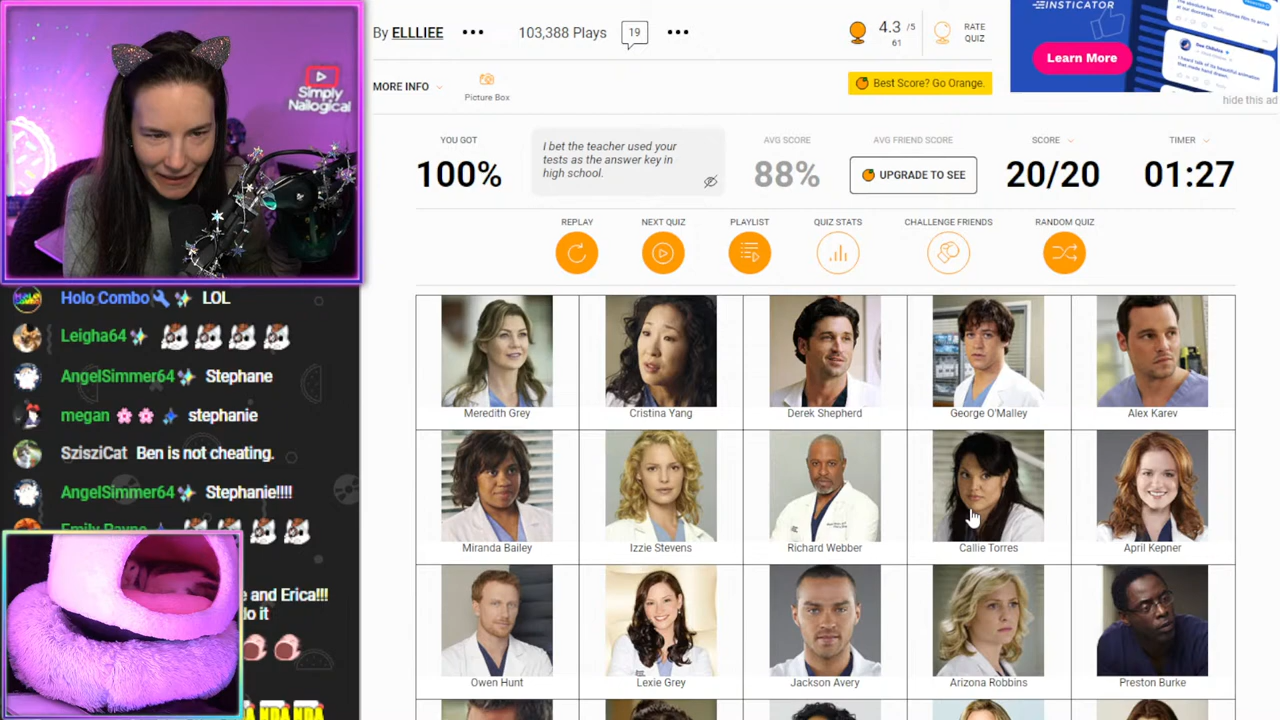 By ELLLIEE
103,388 Plays
19
4.3 /5
61
RATE
QUIZ
INSTICATOR
Learn More
hide this ad
MORE INFO
Picture Box
Best Score? Go Orange.
Simply
Nailogical
YOU GOT
100%
I bet the teacher used your
tests as the answer key in
high school.
AVG SCORE
88%
AVG FRIEND SCORE
UPGRADE TO SEE
SCORE
20/20
TIMER
01:27
REPLAY
NEXT QUIZ
PLAYLIST
QUIZ STATS
CHALLENGE FRIENDS
RANDOM QUIZ
Holo Combo LOL
Leigha64
AngelSimmer64 Stephane
megan stephanie
SzisziCat Ben is not cheating.
AngelSimmer64 Stephanie!!!!
Emily Payne
e and Erica!!!
Meredith Grey
Cristina Yang
Derek Shepherd
George O'Malley
Alex Karev
Miranda Bailey
Izzie Stevens
Richard Webber
Callie Torres
April Kepner
Owen Hunt
Lexie Grey
Jackson Avery
Arizona Robbins
Preston Burke